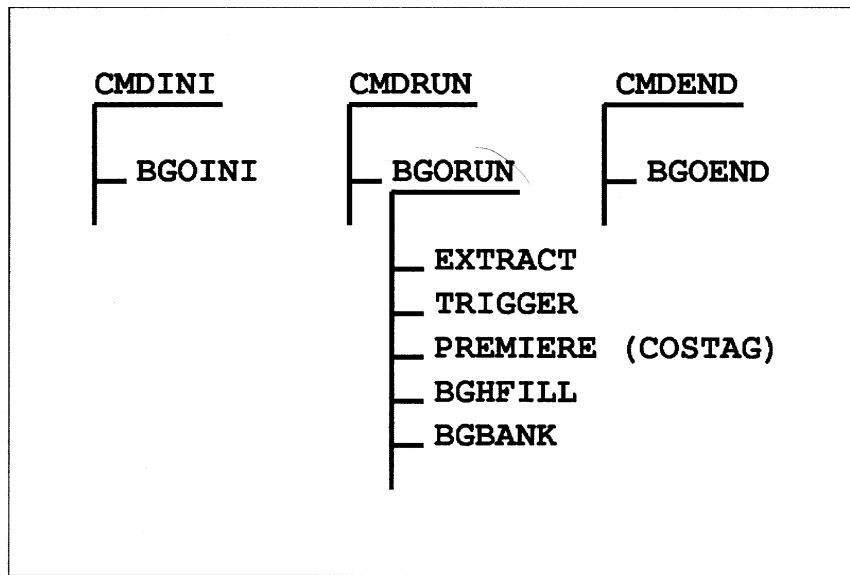 CMDINI CMDRUN CMDEND
BGOINI BGORUN BGOEND
EXTRACT
TRIGGER
PREMIERE (COSTAG)
BGHFILL
BGBANK